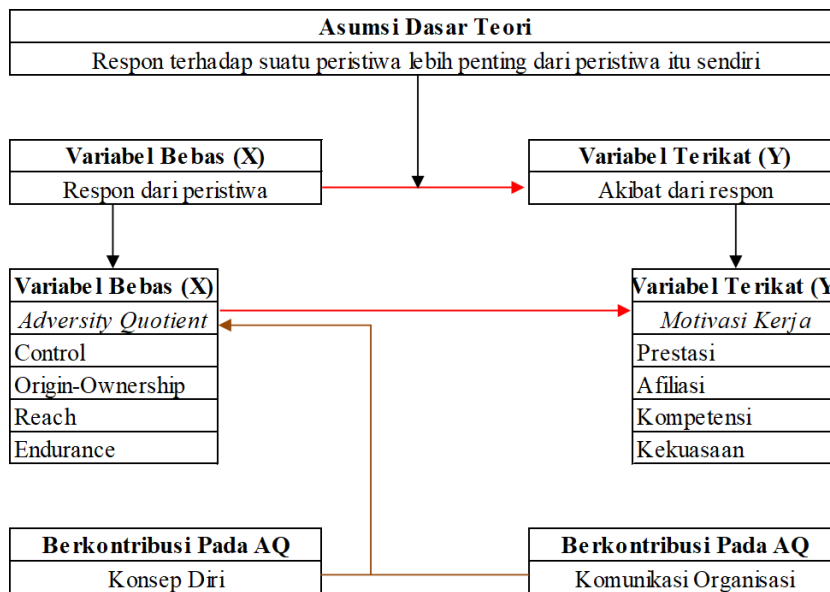 Asumsi Dasar Teori
Respon terhadap suatu peristiwa lebih penting dari peristiwa itu sendiri
Variabel Bebas (X)
Respon dari peristiwa
Variabel Terikat (Y)
Akibat dari respon
Variabel Bebas (X)
Adversity Quotient
Control
Origin-Ownership
Reach
Endurance
Variabel Terikat (Y
Motivasi Kerja
Prestasi
Afiliasi
Kompetensi
Kekuasaan
Berkontribusi Pada AQ
Konsep Diri
Berkontribusi Pada AQ
Komunikasi Organisasi